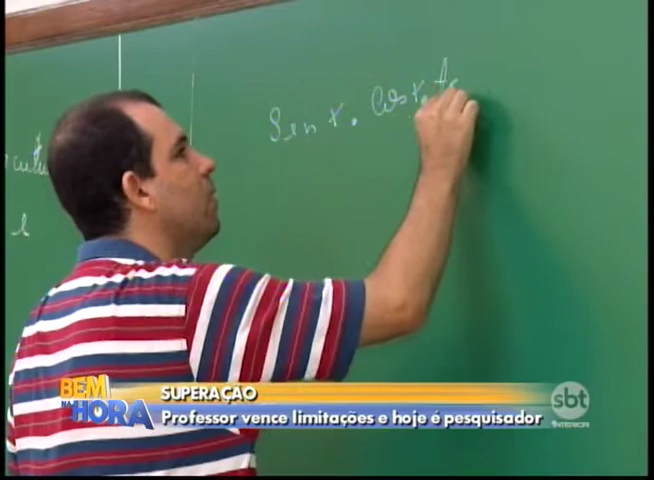 Sen x. Cos x.
BEM NA HORA
SUPERAÇÃO
Professor vence limitações e hoje é pesquisador
sbt
INTERIOR